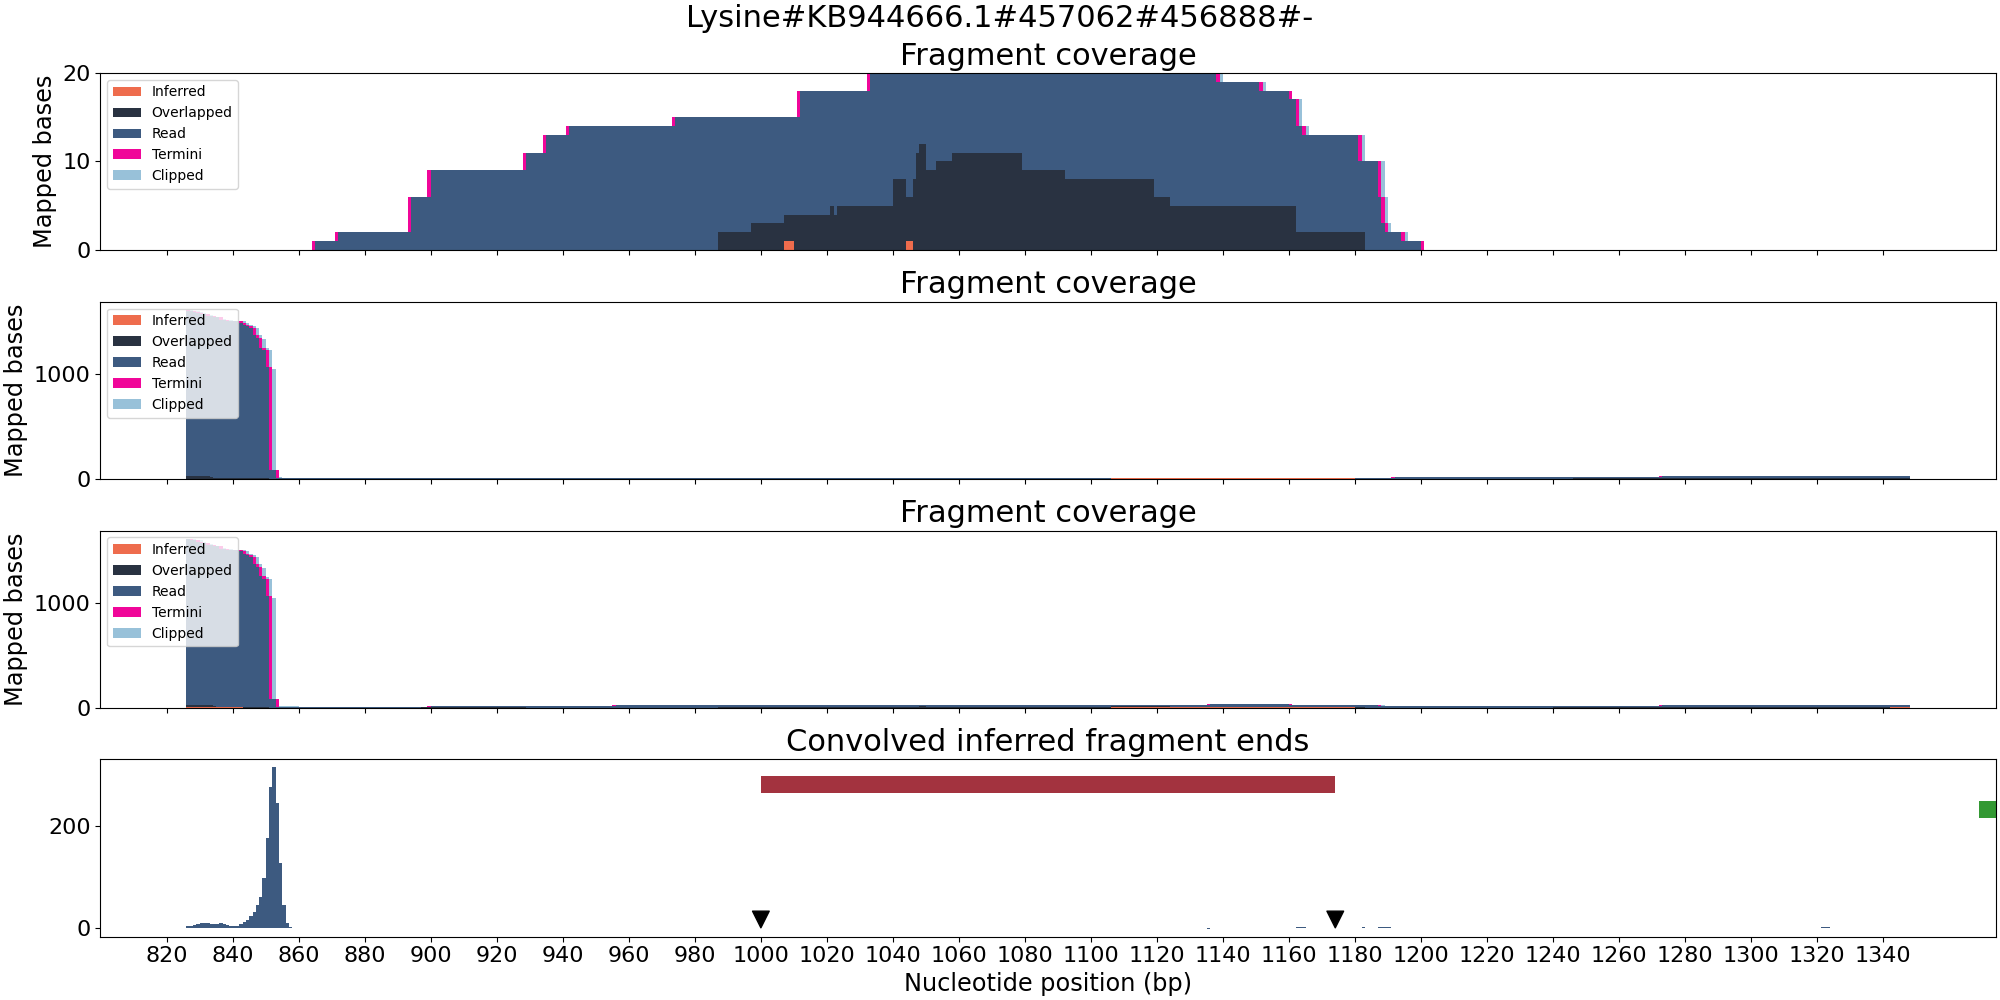 Lysine#KB944666.1#457062#456888#-
Fragment coverage
Mapped bases
20
10
0
Inferred
Overlapped
Read
Termini
Clipped
Fragment coverage
Mapped bases
1000
0
Inferred
Overlapped
Read
Termini
Clipped
Fragment coverage
Mapped bases
1000
0
Inferred
Overlapped
Read
Termini
Clipped
Convolved inferred fragment ends
200
0
820 840 860 880 900 920 940 960 980 1000 1020 1040 1060 1080 1100 1120 1140 1160 1180 1200 1220 1240 1260 1280 1300 1320 1340
Nucleotide position (bp)